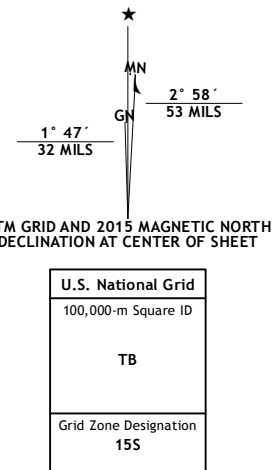 MN
2° 58´
53 MILS
GN
1° 47´
32 MILS
TM GRID AND 2015 MAGNETIC NORTH
DECLINATION AT CENTER OF SHEET
U.S. National Grid
100,000-m Square ID
TB
Grid Zone Designation
15S